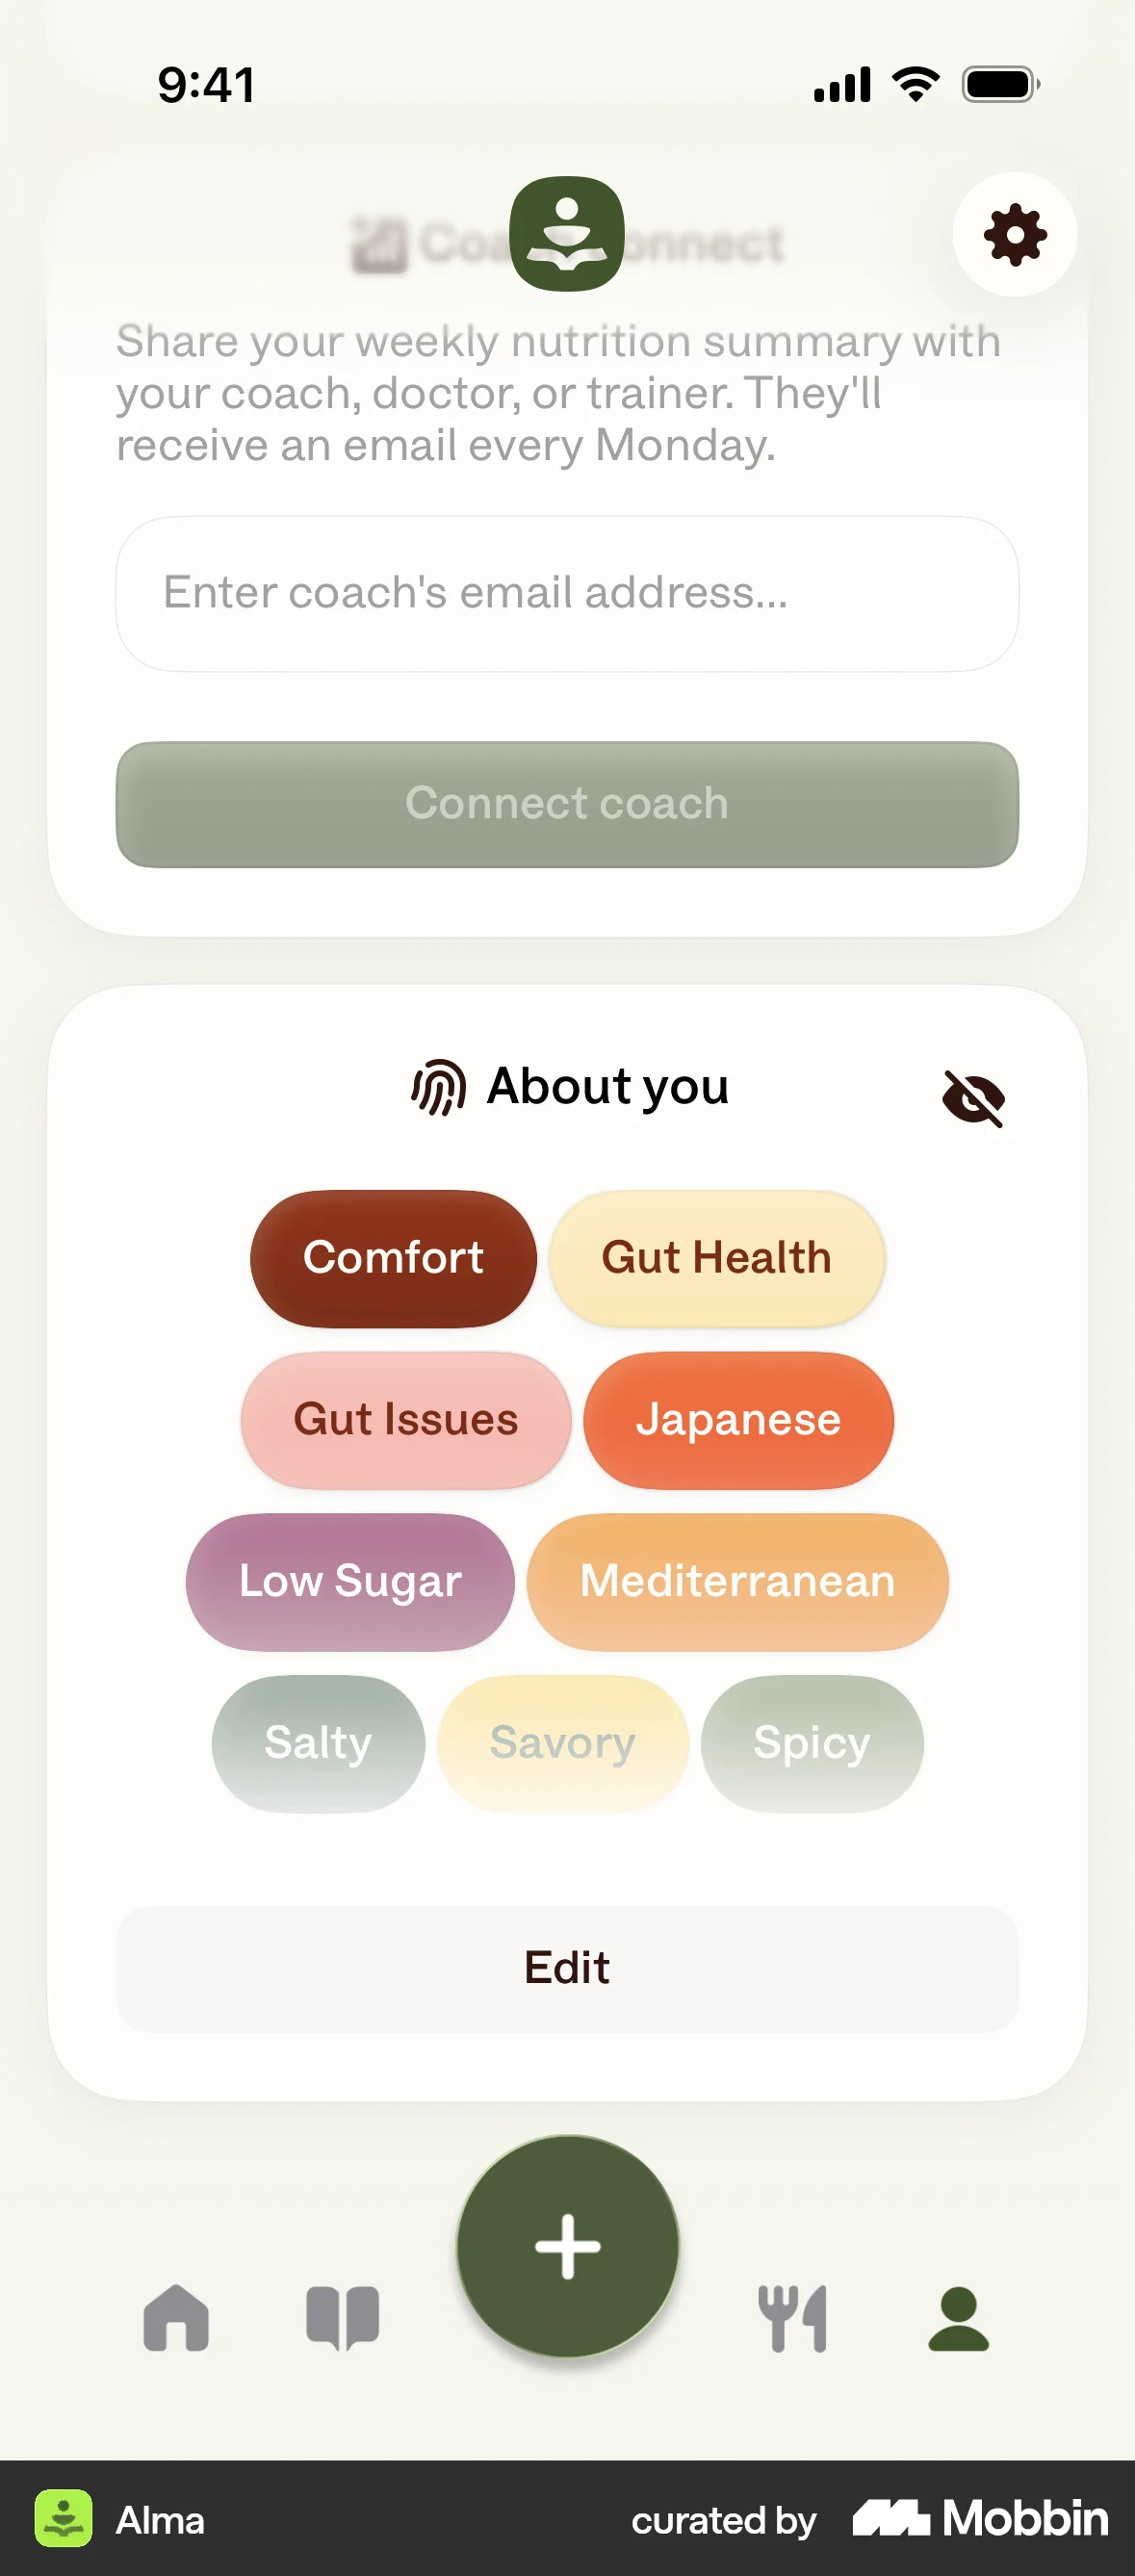 9:41
Coach Connect
Share your weekly nutrition summary with
your coach, doctor, or trainer. They'll
receive an email every Monday.
Enter coach's email address...
Connect coach
About you
Comfort Gut Health
Gut Issues Japanese
Low Sugar Mediterranean
Salty Savory Spicy
Edit
Alma curated by Mobbin